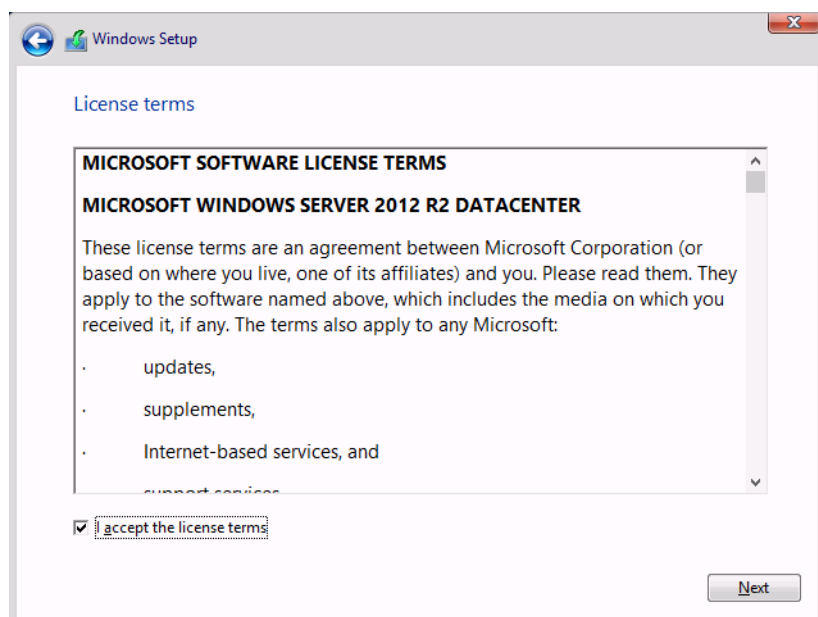 Windows Setup
License terms
MICROSOFT SOFTWARE LICENSE TERMS
MICROSOFT WINDOWS SERVER 2012 R2 DATACENTER
These license terms are an agreement between Microsoft Corporation (or
based on where you live, one of its affiliates) and you. Please read them. They
apply to the software named above, which includes the media on which you
received it, if any. The terms also apply to any Microsoft:
· updates,
· supplements,
· Internet-based services, and
support services
I accept the license terms
Next